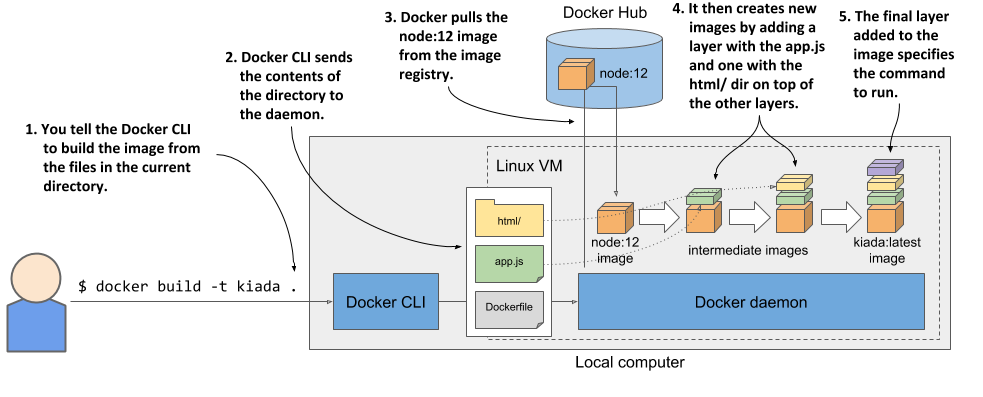 1. You tell the Docker CLI
to build the image from
the files in the current
directory.
2. Docker CLI sends
the contents of
the directory to
the daemon.
3. Docker pulls the
node:12 image
from the image
registry.
Docker Hub
node:12
4. It then creates new
images by adding a
layer with the app.js
and one with the
html/ dir on top of
the other layers.
5. The final layer
added to the
image specifies
the command
to run.
Linux VM
html/
app.js
Dockerfile
node:12
image
intermediate images
kiada:latest
image
$ docker build -t kiada .
Docker CLI
Docker daemon
Local computer